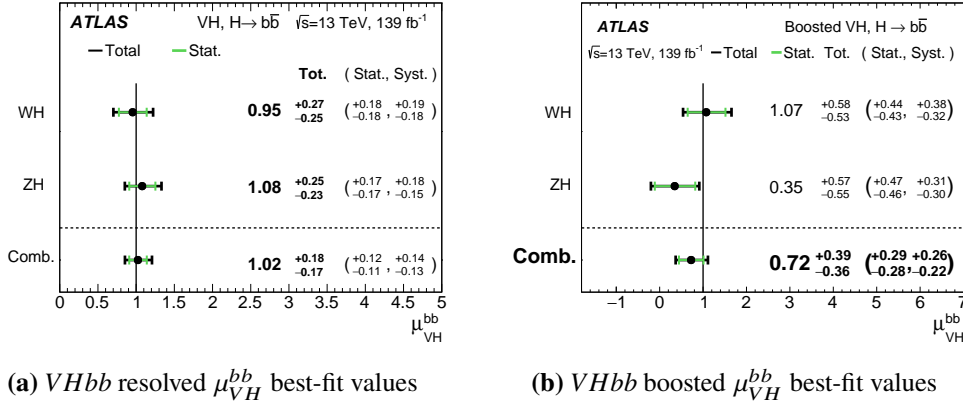 ATLAS VH, H→ bb̅ √s=13 TeV, 139 fb⁻¹
Total Stat.
Tot. ( Stat., Syst. )
WH 0.95 +0.27 −0.25 ( +0.18 −0.18 , +0.19 −0.18 )
ZH 1.08 +0.25 −0.23 ( +0.17 −0.17 , +0.18 −0.15 )
Comb. 1.02 +0.18 −0.17 ( +0.12 −0.11 , +0.14 −0.13 )
0 0.5 1 1.5 2 2.5 3 3.5 4 4.5 5
μ^bb_VH
(a) VHbb resolved μ^bb_VH best-fit values
ATLAS Boosted VH, H→ bb̅
√s=13 TeV, 139 fb⁻¹ Total Stat. Tot. ( Stat., Syst. )
WH 1.07 +0.58 −0.53 ( +0.44 −0.43 , +0.38 −0.32 )
ZH 0.35 +0.57 −0.55 ( +0.47 −0.46 , +0.31 −0.30 )
Comb. 0.72 +0.39 −0.36 ( +0.29 −0.28 , +0.26 −0.22 )
−1 0 1 2 3 4 5 6 7
μ^bb_VH
(b) VHbb boosted μ^bb_VH best-fit values